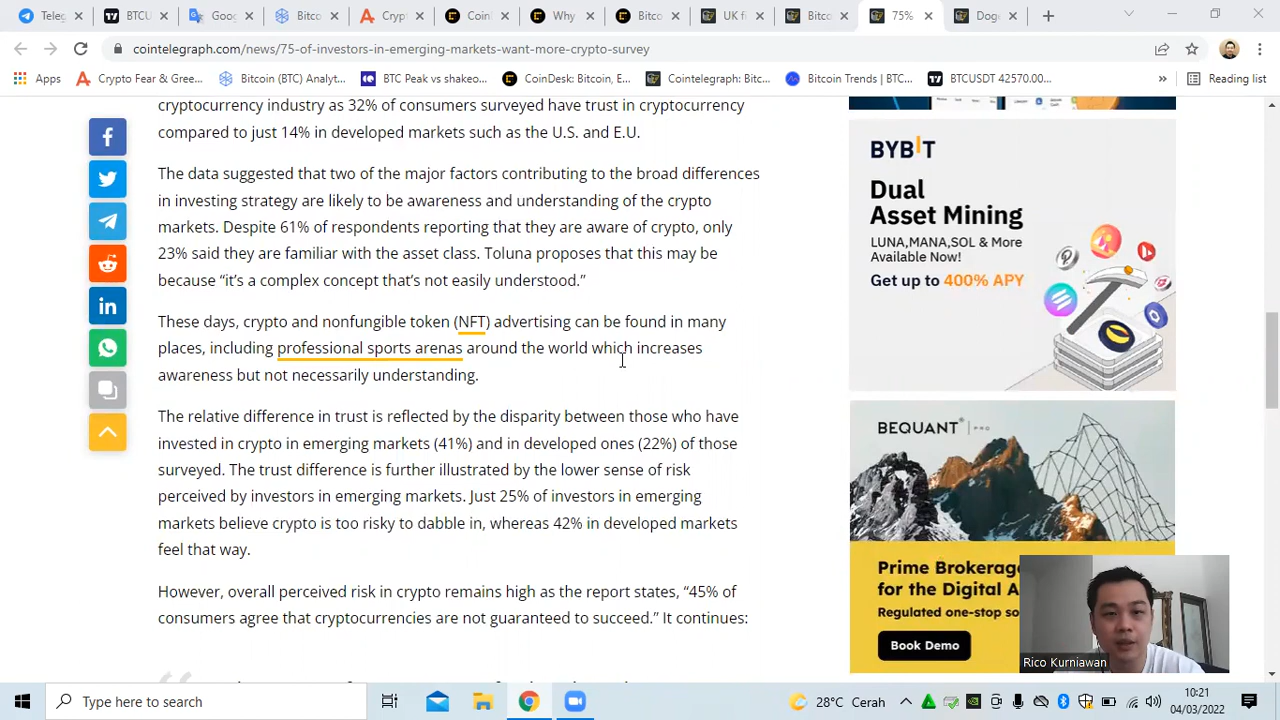 Teleg
BTCU
Goog
Bitco
Crypt
Coin
Why
Bitco
UK f
Bitco
75%
Doge
cointelegraph.com/news/75-of-investors-in-emerging-markets-want-more-crypto-survey
Apps
Crypto Fear & Gree...
Bitcoin (BTC) Analyt...
BTC Peak vs shakeo...
CoinDesk: Bitcoin, E...
Cointelegraph: Bitc...
Bitcoin Trends | BTC...
BTCUSDT 42570.00...
»
Reading list
cryptocurrency industry as 32% of consumers surveyed have trust in cryptocurrency
compared to just 14% in developed markets such as the U.S. and E.U.
The data suggested that two of the major factors contributing to the broad differences
in investing strategy are likely to be awareness and understanding of the crypto
markets. Despite 61% of respondents reporting that they are aware of crypto, only
23% said they are familiar with the asset class. Toluna proposes that this may be
because “it’s a complex concept that’s not easily understood.”
These days, crypto and nonfungible token (NFT) advertising can be found in many
places, including professional sports arenas around the world which increases
awareness but not necessarily understanding.
The relative difference in trust is reflected by the disparity between those who have
invested in crypto in emerging markets (41%) and in developed ones (22%) of those
surveyed. The trust difference is further illustrated by the lower sense of risk
perceived by investors in emerging markets. Just 25% of investors in emerging
markets believe crypto is too risky to dabble in, whereas 42% in developed markets
feel that way.
However, overall perceived risk in crypto remains high as the report states, “45% of
consumers agree that cryptocurrencies are not guaranteed to succeed.” It continues:
BYBIT
Dual
Asset Mining
LUNA,MANA,SOL & More
Available Now!
Get up to 400% APY
BEQUANT PRO
Prime Brokerage
for the Digital A
Regulated one-stop so
Book Demo
Rico Kurniawan
Type here to search
28°C Cerah
10:21
04/03/2022